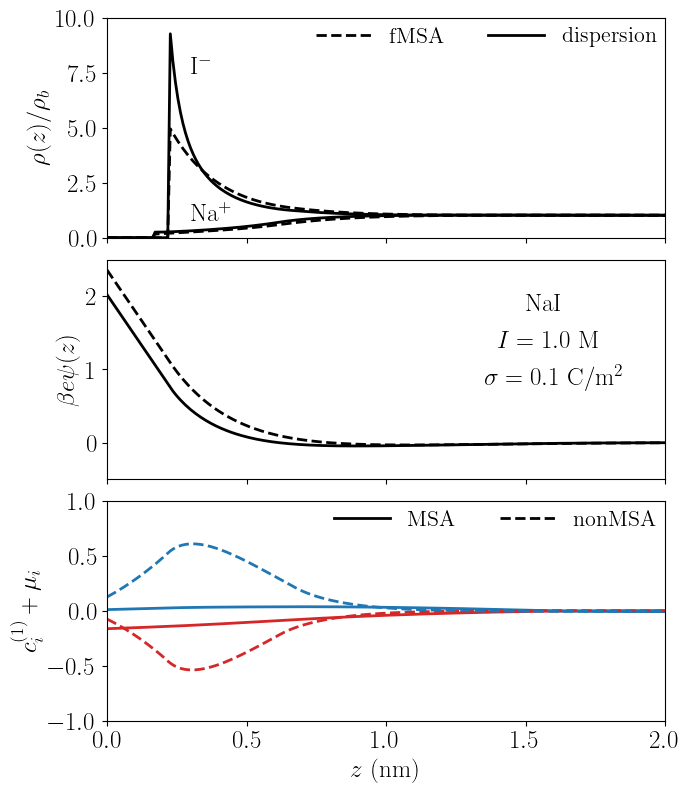 10.0
7.5
5.0
2.5
0.0
ρ(z)/ρ_b
fMSA
dispersion
I⁻
Na⁺
2
1
0
βeψ(z)
NaI
I = 1.0 M
σ = 0.1 C/m²
1.0
0.5
0.0
−0.5
−1.0
c_i^{(1)} + μ_i
MSA
nonMSA
0.0 0.5 1.0 1.5 2.0
z (nm)